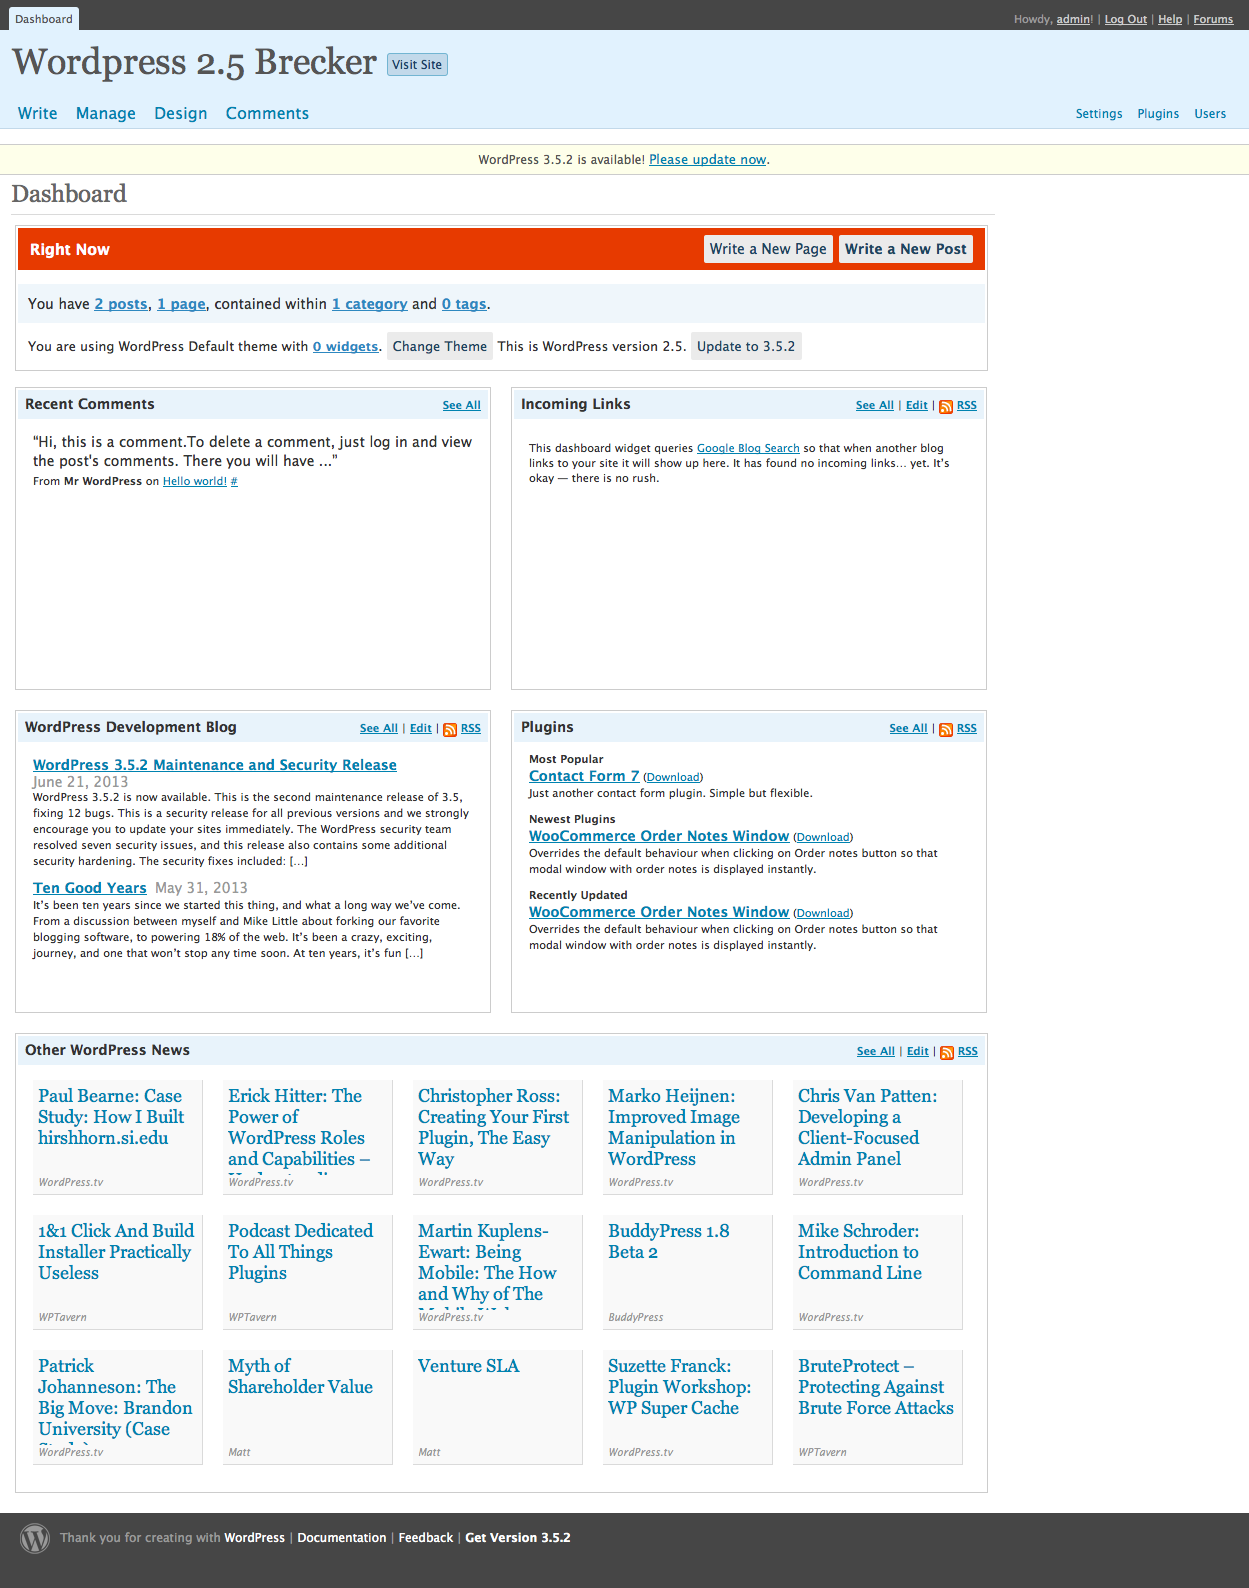 Dashboard
Howdy, admin! | Log Out | Help | Forums
Wordpress 2.5 Brecker Visit Site
Write Manage Design Comments
Settings Plugins Users
WordPress 3.5.2 is available! Please update now.
Dashboard
Right Now
Write a New Page Write a New Post
You have 2 posts, 1 page, contained within 1 category and 0 tags.
You are using WordPress Default theme with 0 widgets. Change Theme This is WordPress version 2.5. Update to 3.5.2
Recent Comments See All
"Hi, this is a comment.To delete a comment, just log in and view
the post's comments. There you will have ..."
From Mr WordPress on Hello world! #
Incoming Links See All | Edit | RSS
This dashboard widget queries Google Blog Search so that when another blog
links to your site it will show up here. It has found no incoming links... yet. It's
okay — there is no rush.
WordPress Development Blog See All | Edit | RSS
WordPress 3.5.2 Maintenance and Security Release
June 21, 2013
WordPress 3.5.2 is now available. This is the second maintenance release of 3.5,
fixing 12 bugs. This is a security release for all previous versions and we strongly
encourage you to update your sites immediately. The WordPress security team
resolved seven security issues, and this release also contains some additional
security hardening. The security fixes included: [...]
Ten Good Years May 31, 2013
It's been ten years since we started this thing, and what a long way we've come.
From a discussion between myself and Mike Little about forking our favorite
blogging software, to powering 18% of the web. It's been a crazy, exciting,
journey, and one that won't stop any time soon. At ten years, it's fun [...]
Plugins See All | RSS
Most Popular
Contact Form 7 (Download)
Just another contact form plugin. Simple but flexible.
Newest Plugins
WooCommerce Order Notes Window (Download)
Overrides the default behaviour when clicking on Order notes button so that
modal window with order notes is displayed instantly.
Recently Updated
WooCommerce Order Notes Window (Download)
Overrides the default behaviour when clicking on Order notes button so that
modal window with order notes is displayed instantly.
Other WordPress News See All | Edit | RSS
Paul Bearne: Case
Study: How I Built
hirshhorn.si.edu
WordPress.tv
Erick Hitter: The
Power of
WordPress Roles
and Capabilities –
WordPress.tv
Christopher Ross:
Creating Your First
Plugin, The Easy
Way
WordPress.tv
Marko Heijnen:
Improved Image
Manipulation in
WordPress
WordPress.tv
Chris Van Patten:
Developing a
Client-Focused
Admin Panel
WordPress.tv
1&1 Click And Build
Installer Practically
Useless
WPTavern
Podcast Dedicated
To All Things
Plugins
WPTavern
Martin Kuplens-
Ewart: Being
Mobile: The How
and Why of The
WordPress.tv
BuddyPress 1.8
Beta 2
BuddyPress
Mike Schroder:
Introduction to
Command Line
WordPress.tv
Patrick
Johanneson: The
Big Move: Brandon
University (Case
WordPress.tv
Myth of
Shareholder Value
Matt
Venture SLA
Matt
Suzette Franck:
Plugin Workshop:
WP Super Cache
WordPress.tv
BruteProtect –
Protecting Against
Brute Force Attacks
WPTavern
Thank you for creating with WordPress | Documentation | Feedback | Get Version 3.5.2